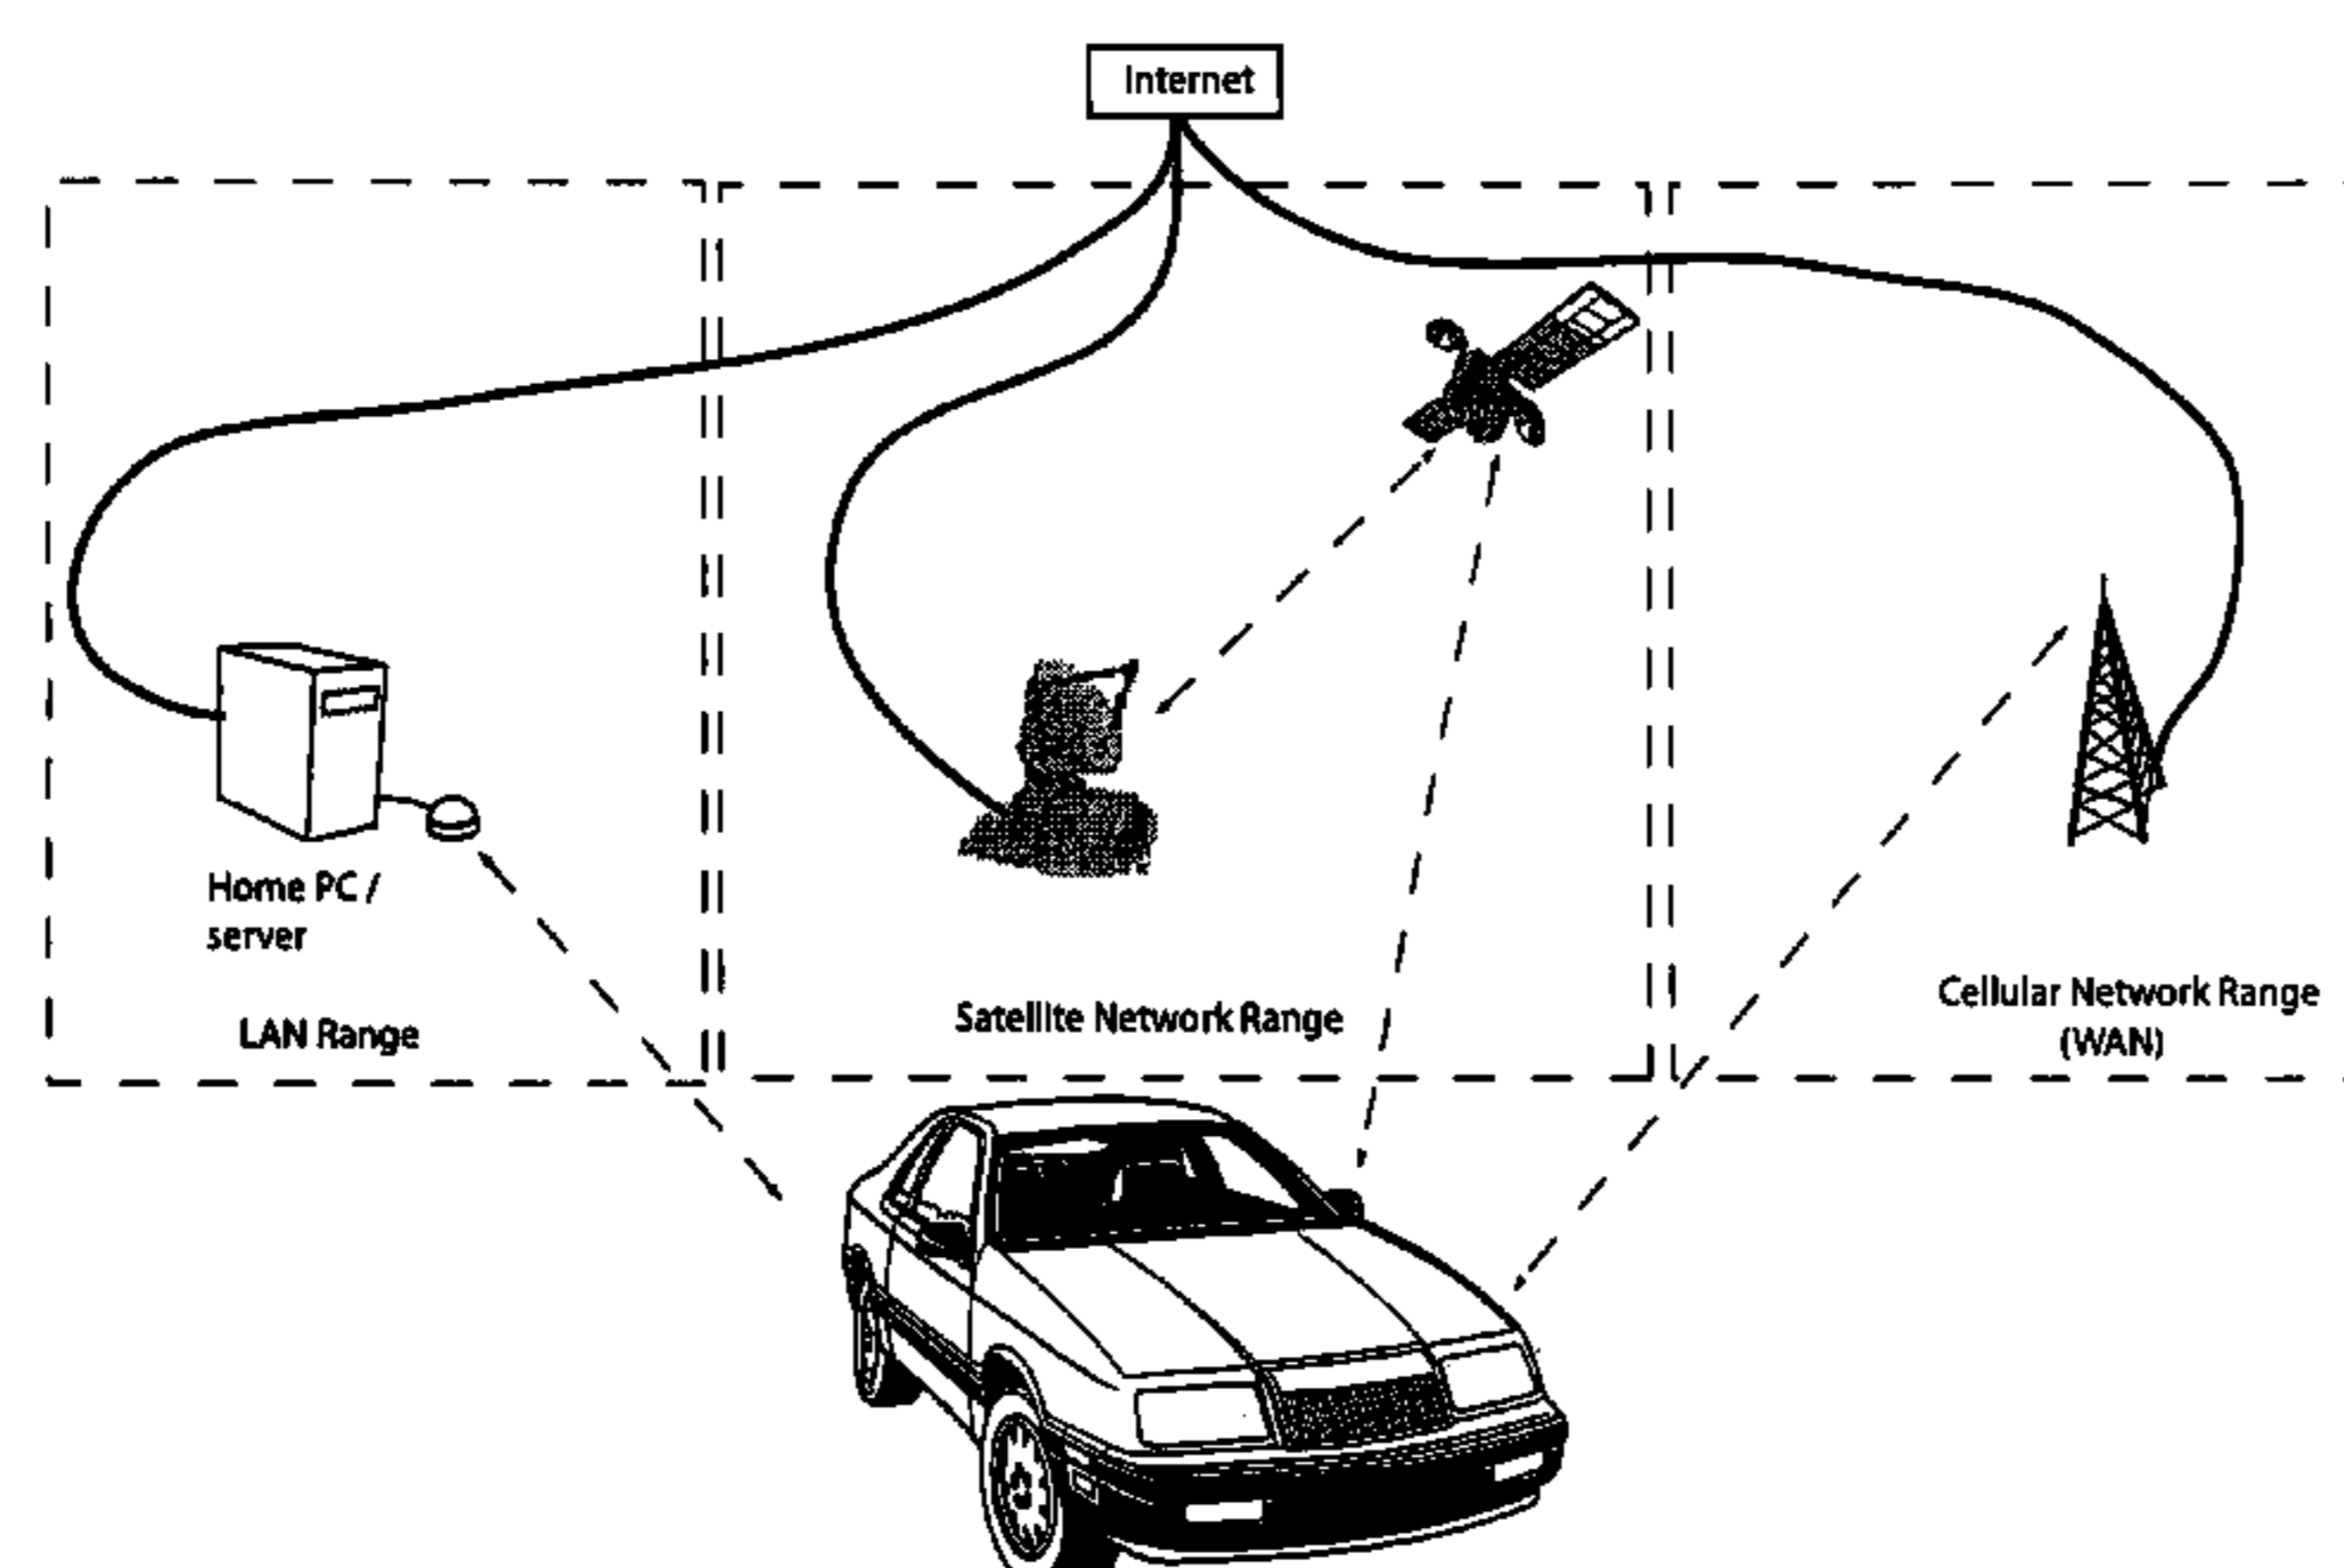 Internet
Home PC /
server
LAN Range
Satellite Network Range
Cellular Network Range
(WAN)